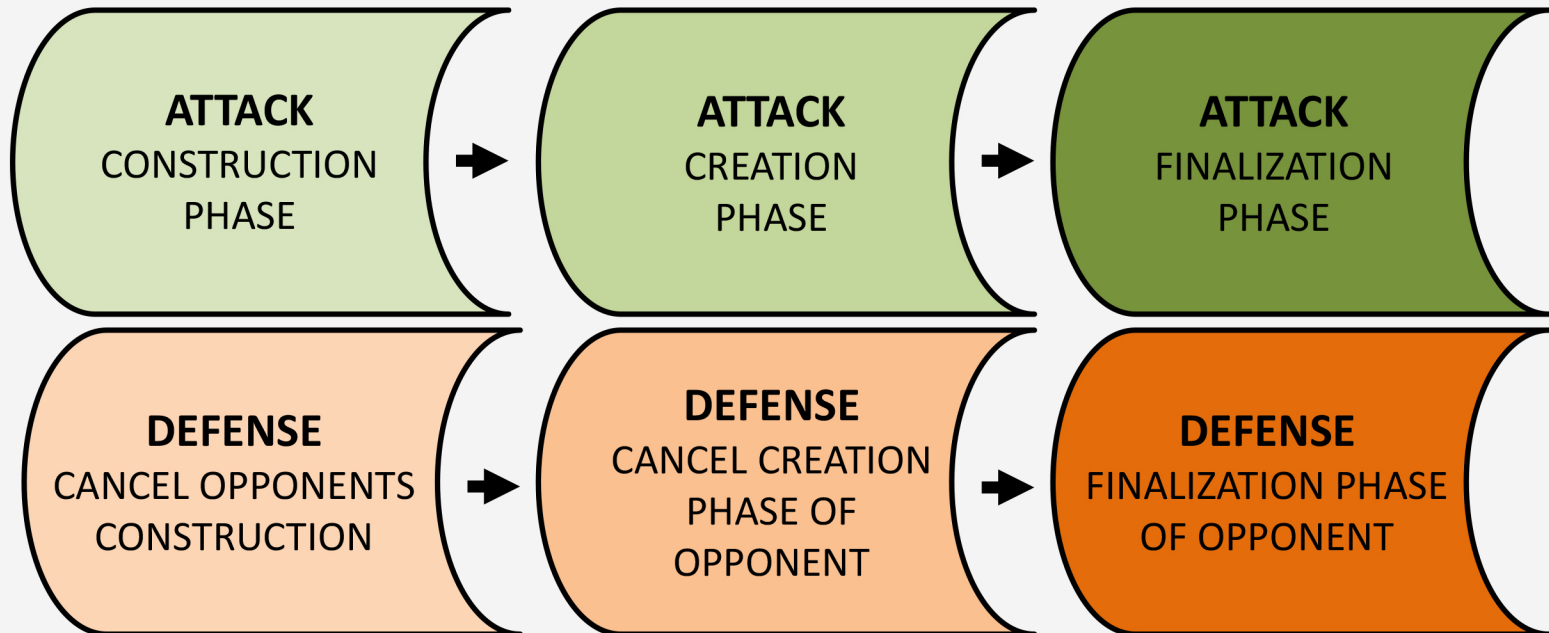 ATTACK
CONSTRUCTION
PHASE
ATTACK
CREATION
PHASE
ATTACK
FINALIZATION
PHASE
DEFENSE
CANCEL OPPONENTS
CONSTRUCTION
DEFENSE
CANCEL CREATION
PHASE OF
OPPONENT
DEFENSE
FINALIZATION PHASE
OF OPPONENT